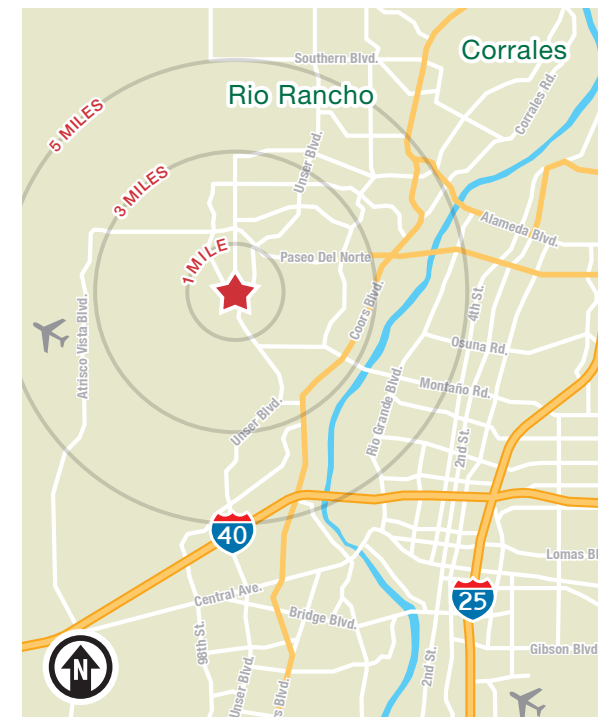 Southern Blvd.
Corrales
Rio Rancho
Corrales Rd.
5 MILES
Unser Blvd.
3 MILES
Alameda Blvd.
1 MILE
Paseo Del Norte
4th St.
Coors Blvd.
Atrisco Vista Blvd.
Osuna Rd.
Montaño Rd.
Rio Grande Blvd.
Unser Blvd.
2nd St.
40
Lomas Bl
Central Ave.
25
Bridge Blvd.
98th St.
Gibson Blvd
2nd St.
N
Unser Blvd.
s Blvd.